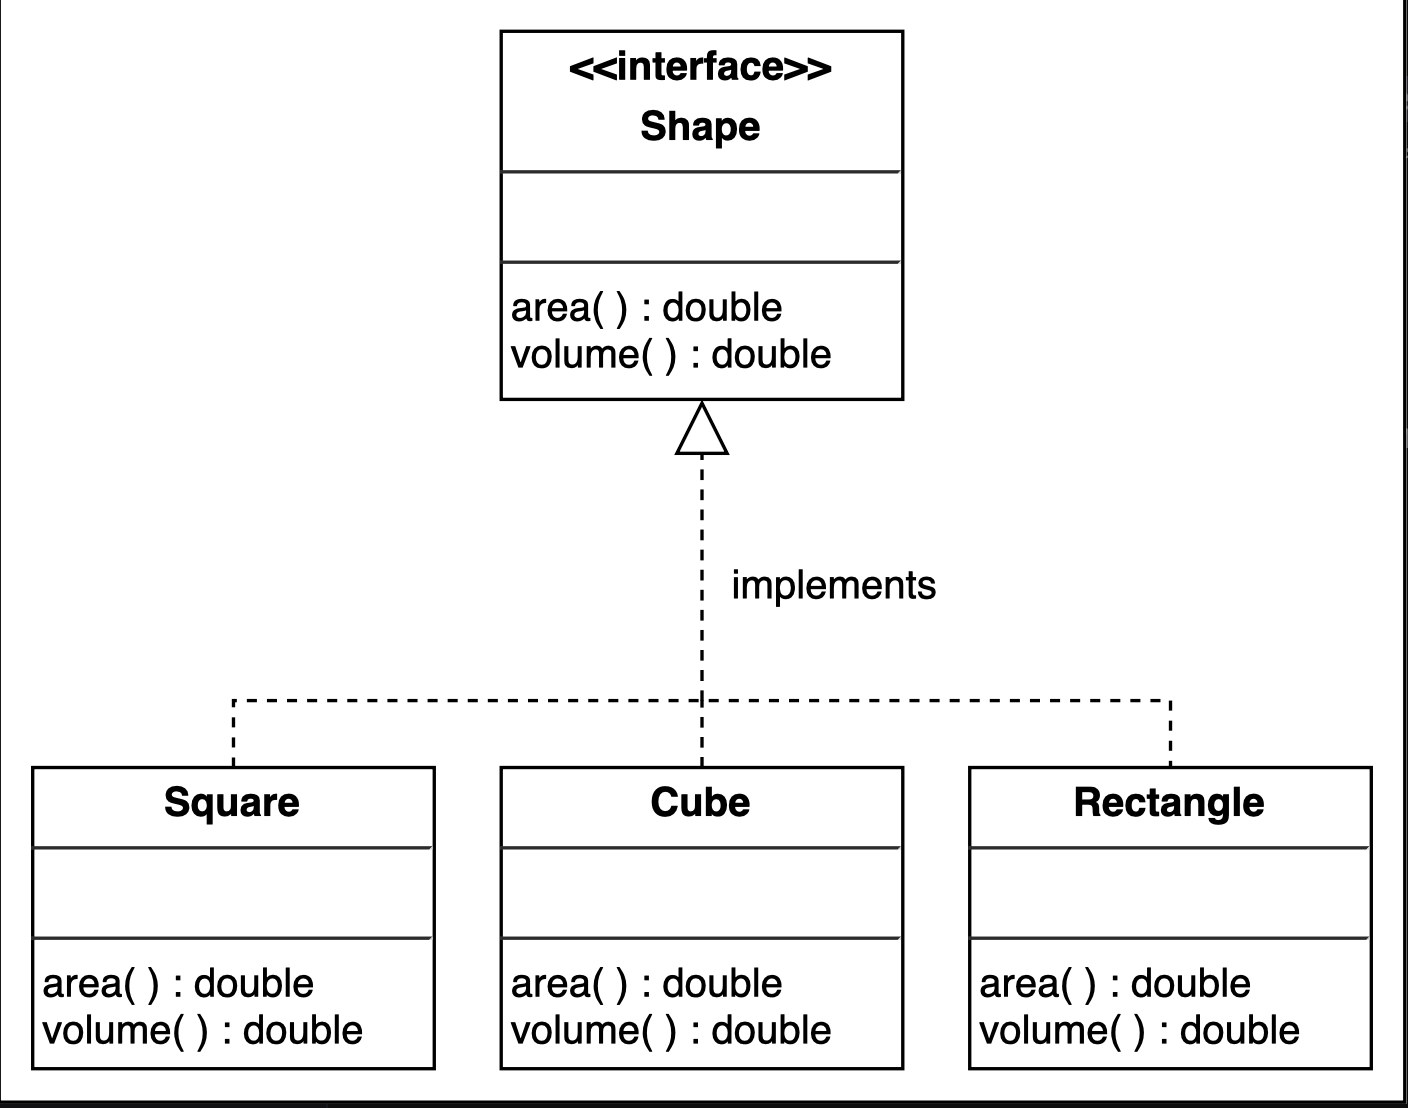 <<interface>>
Shape
area( ) : double
volume( ) : double
implements
Square
area( ) : double
volume( ) : double
Cube
area( ) : double
volume( ) : double
Rectangle
area( ) : double
volume( ) : double